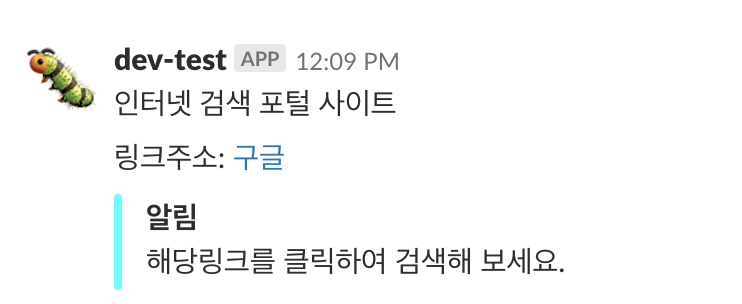 dev-test APP 12:09 PM
인터넷 검색 포털 사이트
링크주소: 구글
알림
해당링크를 클릭하여 검색해 보세요.